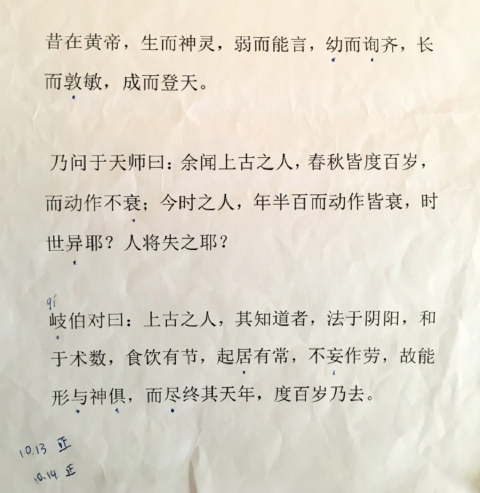 昔在黄帝，生而神灵，弱而能言，幼而询齐，长
而敦敏，成而登天。
乃问于天师曰：余闻上古之人，春秋皆度百岁，
而动作不衰；今时之人，年半百而动作皆衰，时
世异耶？人将失之耶？
qí
岐伯对曰：上古之人，其知道者，法于阴阳，和
于术数，食饮有节，起居有常，不妄作劳，故能
形与神俱，而尽终其天年，度百岁乃去。
10.13 正
10.14 正